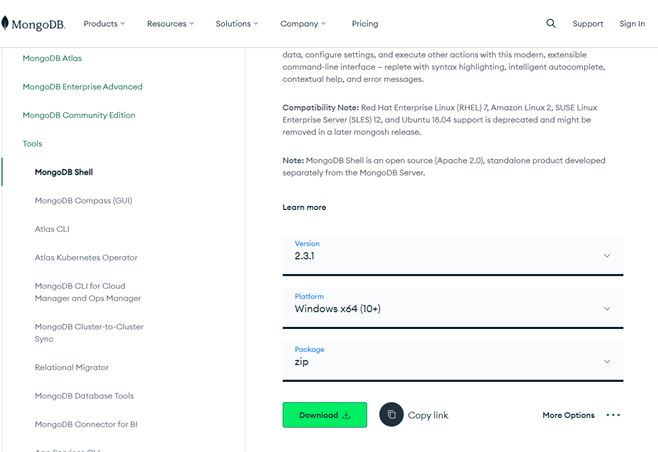 MongoDB.
Products
Resources
Solutions
Company
Pricing
Support
Sign In
MongoDB Atlas
MongoDB Enterprise Advanced
MongoDB Community Edition
Tools
MongoDB Shell
MongoDB Compass (GUI)
Atlas CLI
Atlas Kubernetes Operator
MongoDB CLI for Cloud
Manager and Ops Manager
MongoDB Cluster-to-Cluster
Sync
Relational Migrator
MongoDB Database Tools
MongoDB Connector for BI
App Services CLI
data, configure settings, and execute other actions with this modern, extensible
command-line interface — replete with syntax highlighting, intelligent autocomplete,
contextual help, and error messages.
Compatibility Note: Red Hat Enterprise Linux (RHEL) 7, Amazon Linux 2, SUSE Linux
Enterprise Server (SLES) 12, and Ubuntu 18.04 support is deprecated and might be
removed in a later mongosh release.
Note: MongoDB Shell is an open source (Apache 2.0), standalone product developed
separately from the MongoDB Server.
Learn more
Version
2.3.1
Platform
Windows x64 (10+)
Package
zip
Download
Copy link
More Options